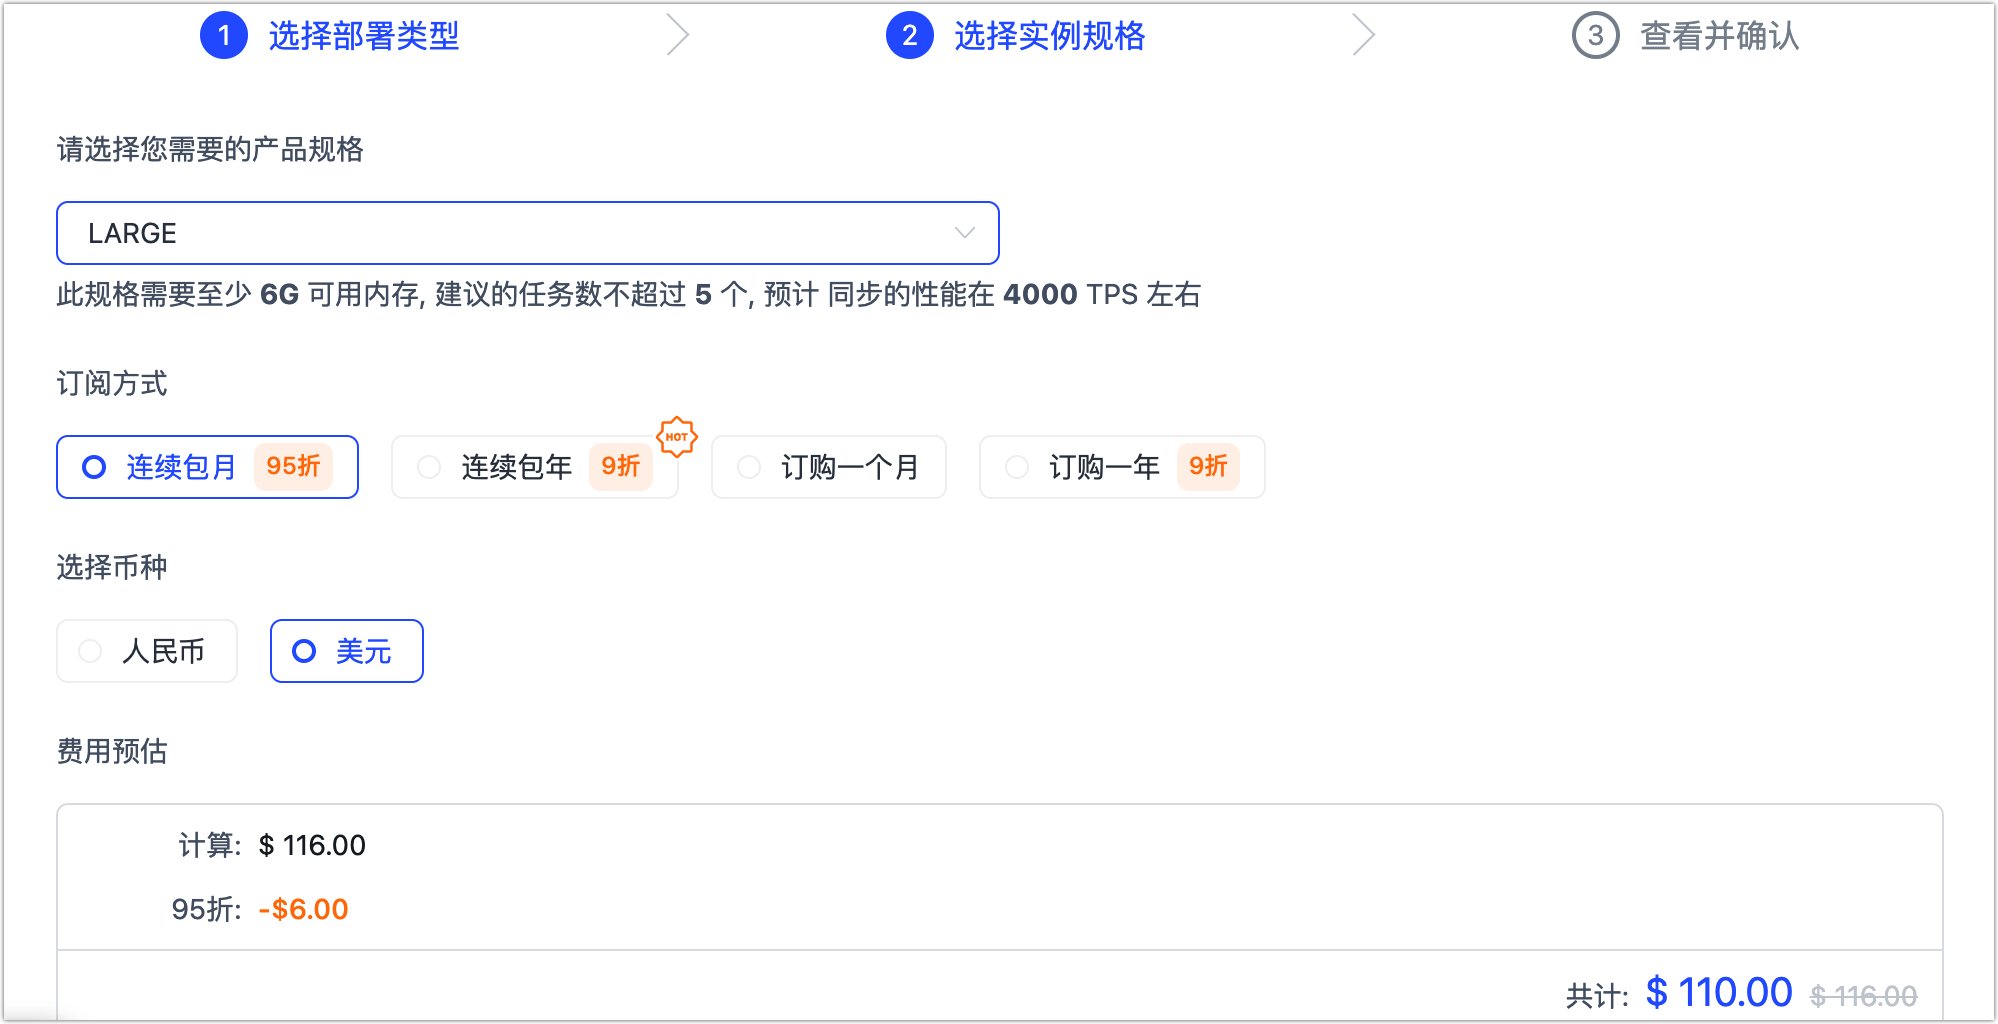 1 选择部署类型 2 选择实例规格 3 查看并确认
请选择您需要的产品规格
LARGE
此规格需要至少 6G 可用内存, 建议的任务数不超过 5 个, 预计 同步的性能在 4000 TPS 左右
订阅方式
连续包月 95折 连续包年 9折 HOT 订购一个月 订购一年 9折
选择币种
人民币 美元
费用预估
计算: $ 116.00
95折: -$6.00
共计: $ 110.00 $ 116.00